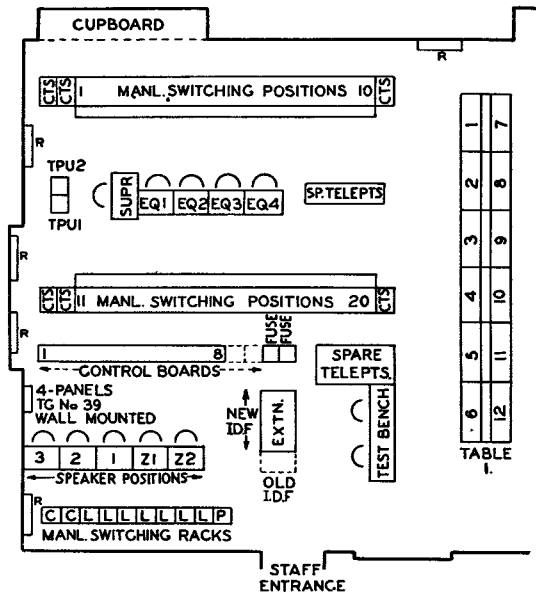 CUPBOARD
R
CTS CTS 1 MANL. SWITCHING POSITIONS 10 CTS
R
TPU2
TPU1
SUPR
EQ1 EQ2 EQ3 EQ4
SP. TELEPTS
1 7
2 8
3 9
4 10
5 11
6 12
TABLE
1.
R
CTS CTS 11 MANL. SWITCHING POSITIONS 20 CTS
R
FUSE FUSE
1 8
CONTROL BOARDS
SPARE
TELEPTS.
4-PANELS
TG No 39
WALL MOUNTED
NEW
I.D.F
EXTN.
OLD
I.D.F
TEST BENCH
3 2 1 Z1 Z2
SPEAKER POSITIONS
R
C C L L L L L L L P
MANL. SWITCHING RACKS
STAFF
ENTRANCE